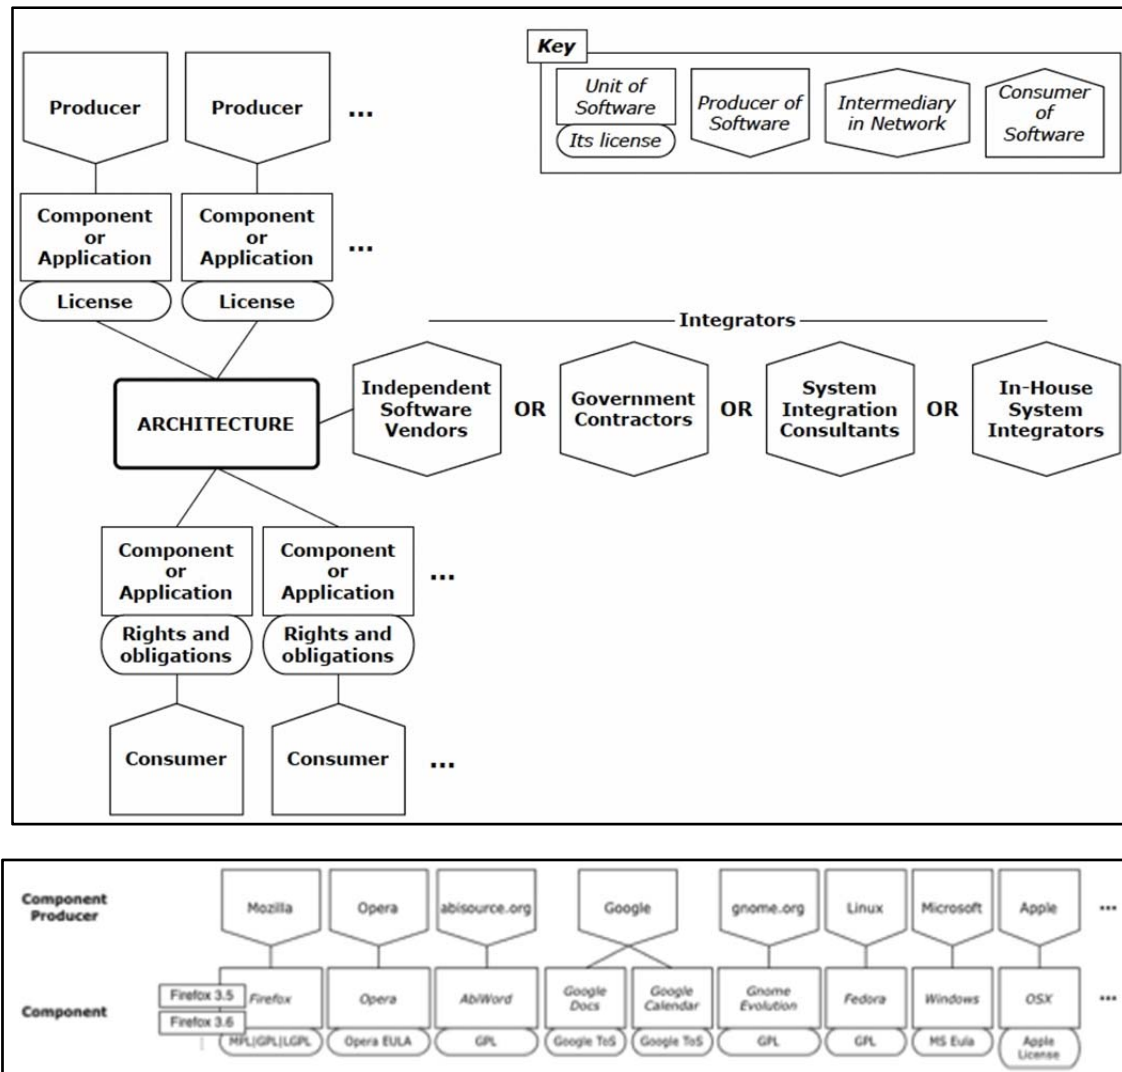 Key
Unit of
Software
Its license
Producer of
Software
Intermediary
in Network
Consumer
of
Software
Producer
Producer
...
Component
or
Application
License
Component
or
Application
License
...
Integrators
ARCHITECTURE
Independent
Software
Vendors
OR
Government
Contractors
OR
System
Integration
Consultants
OR
In-House
System
Integrators
Component
or
Application
Rights and
obligations
Component
or
Application
Rights and
obligations
...
Consumer
Consumer
...
Component
Producer
Mozilla
Opera
abisource.org
Google
gnome.org
Linux
Microsoft
Apple
...
Component
Firefox 3.5
Firefox 3.6
Firefox
MPL|GPL|LGPL
Opera
Opera EULA
AbiWord
GPL
Google
Docs
Google ToS
Google
Calendar
Google ToS
Gnome
Evolution
GPL
Fedora
GPL
Windows
MS Eula
OSX
Apple
License
...